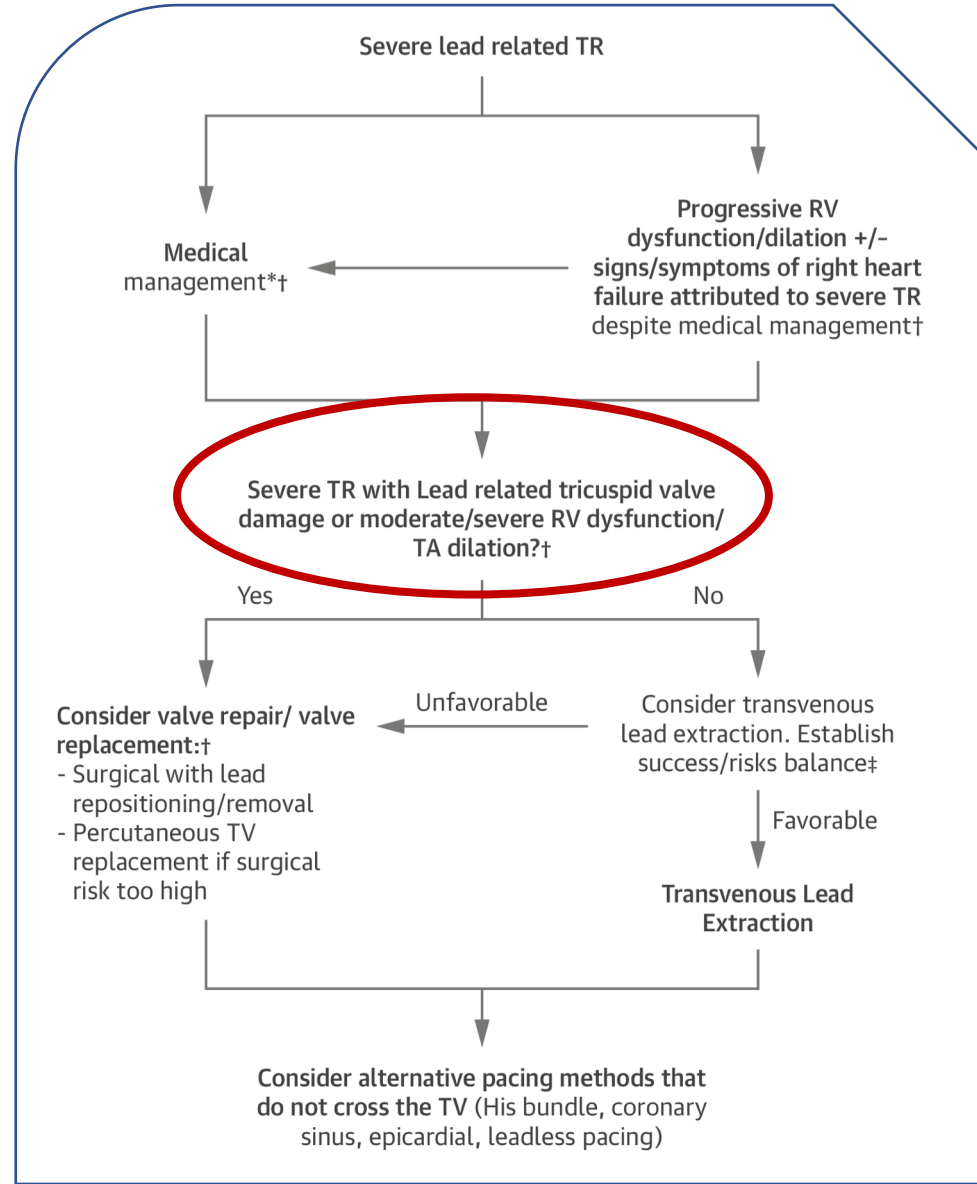 Severe lead related TR
Medical
management*†
Progressive RV
dysfunction/dilation +/–
signs/symptoms of right heart
failure attributed to severe TR
despite medical management†
Severe TR with Lead related tricuspid valve
damage or moderate/severe RV dysfunction/
TA dilation?†
Yes
No
Consider valve repair/ valve
replacement:†
- Surgical with lead
repositioning/removal
- Percutaneous TV
replacement if surgical
risk too high
Unfavorable
Consider transvenous
lead extraction. Establish
success/risks balance‡
Favorable
Transvenous Lead
Extraction
Consider alternative pacing methods that
do not cross the TV (His bundle, coronary
sinus, epicardial, leadless pacing)